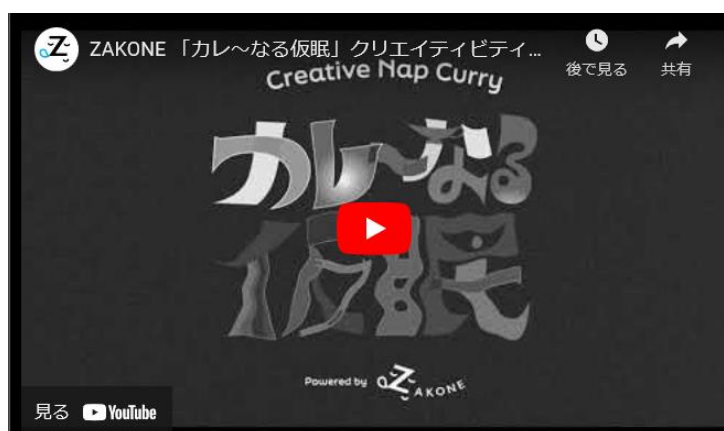 ZAKONE 「カレ～なる仮眠」クリエイティビティ...
後で見る
共有
Creative Nap Curry
カレ～なる
仮眠
Powered by ZAKONE
見る YouTube